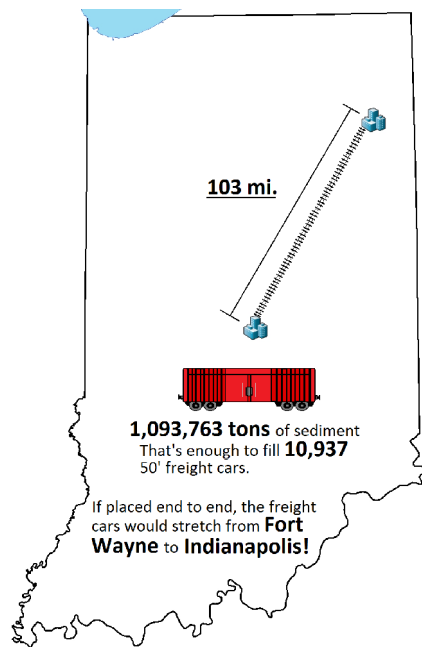 103 mi.
1,093,763 tons of sediment
That's enough to fill 10,937
50' freight cars.
If placed end to end, the freight
cars would stretch from Fort
Wayne to Indianapolis!